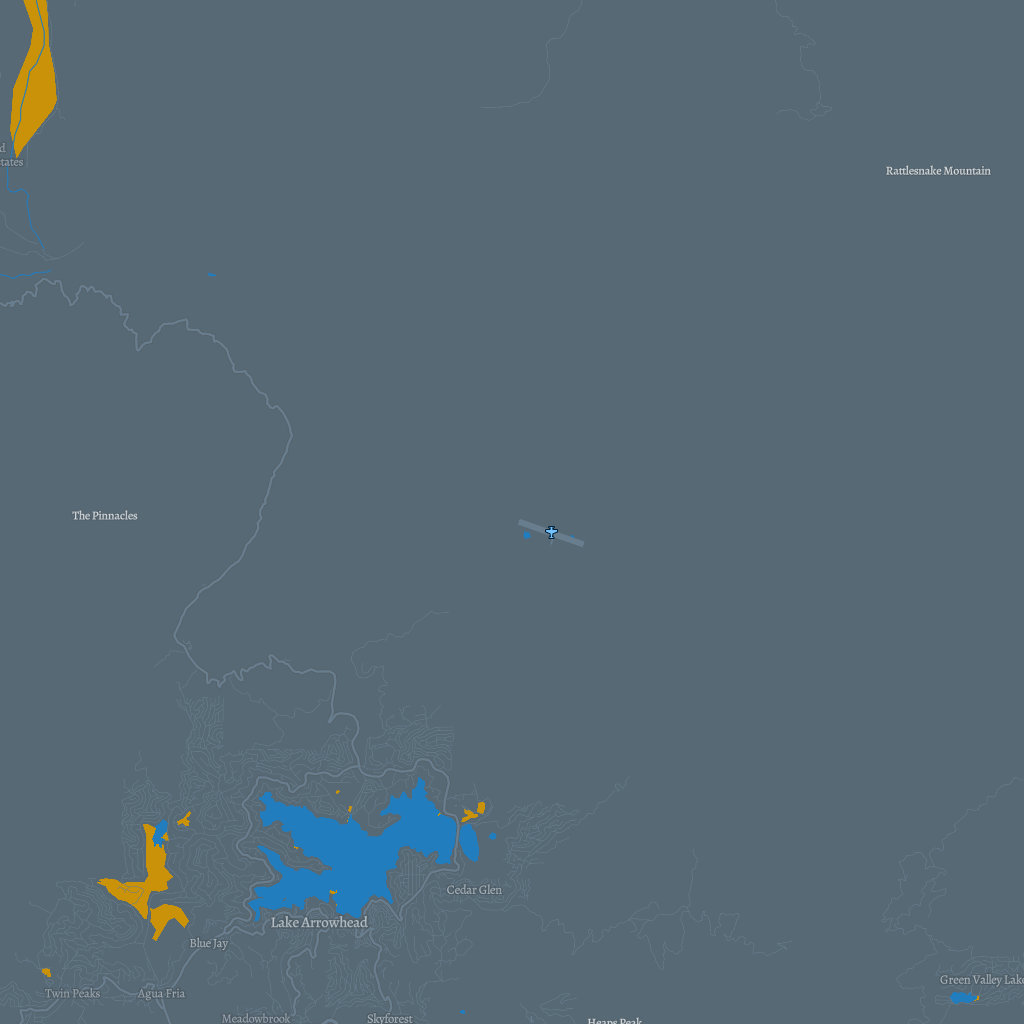 d
tates
Rattlesnake Mountain
The Pinnacles
Cedar Glen
Lake Arrowhead
Blue Jay
Green Valley Lake
Twin Peaks
Agua Fria
Meadowbrook
Skyforest
Heaps Peak